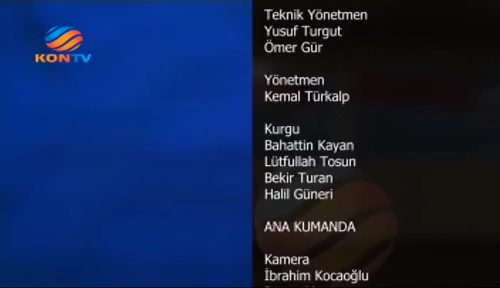 KONTV
Teknik Yönetmen
Yusuf Turgut
Ömer Gür
Yönetmen
Kemal Türkalp
Kurgu
Bahattin Kayan
Lütfullah Tosun
Bekir Turan
Halil Güneri
ANA KUMANDA
Kamera
İbrahim Kocaoğlu